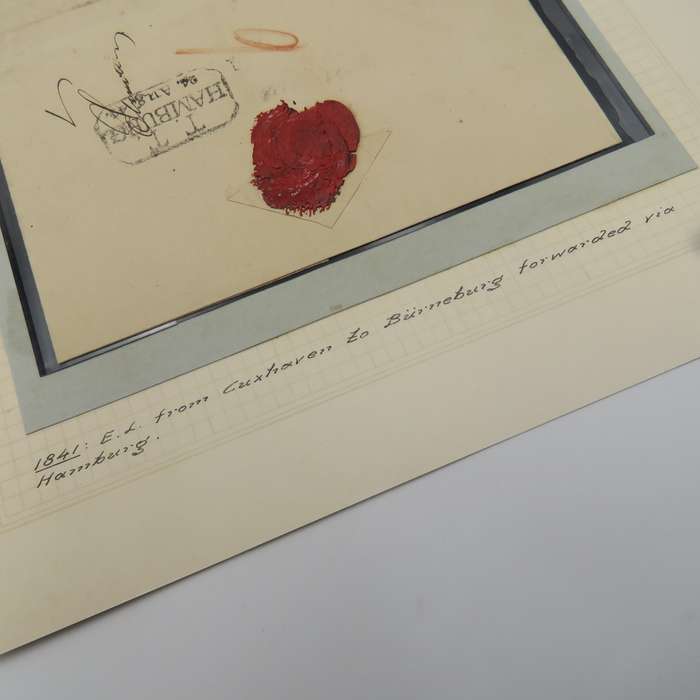 HAMBURG
T. T.
1841: E.L. from Cuxhaven to Bürneburg forwarded via
Hamburg.